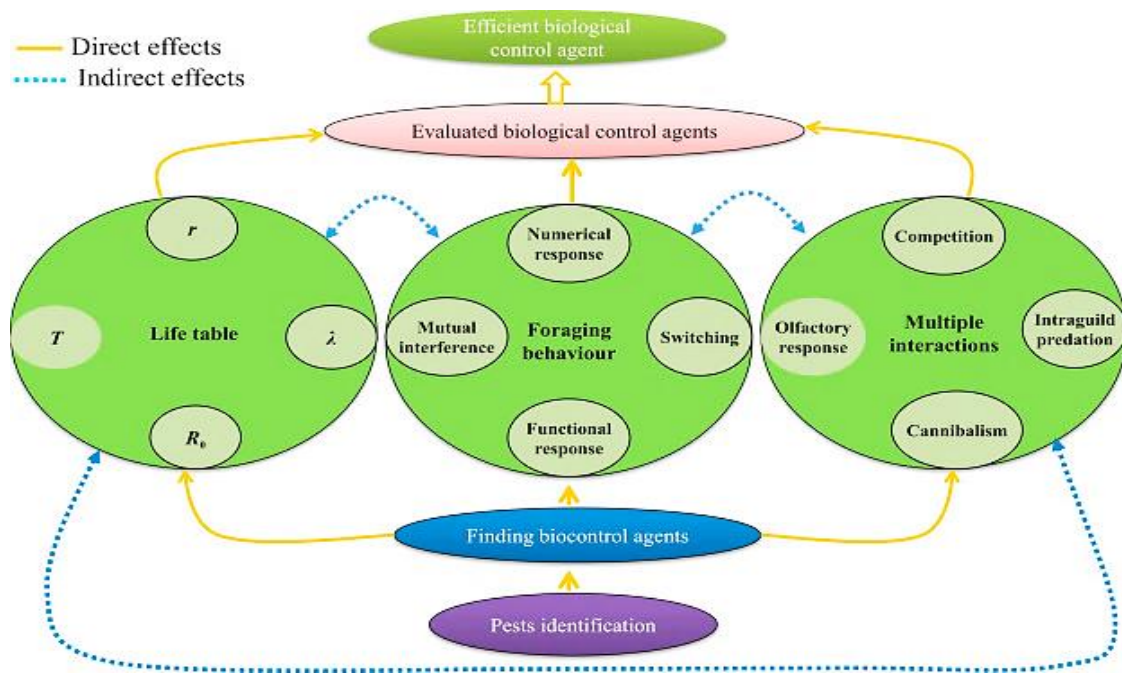 Efficient biological
control agent
Direct effects
Indirect effects
Evaluated biological control agents
r
T
Life table
λ
R₀
Numerical
response
Mutual
interference
Foraging
behaviour
Switching
Functional
response
Competition
Olfactory
response
Multiple
interactions
Intraguild
predation
Cannibalism
Finding biocontrol agents
Pests identification